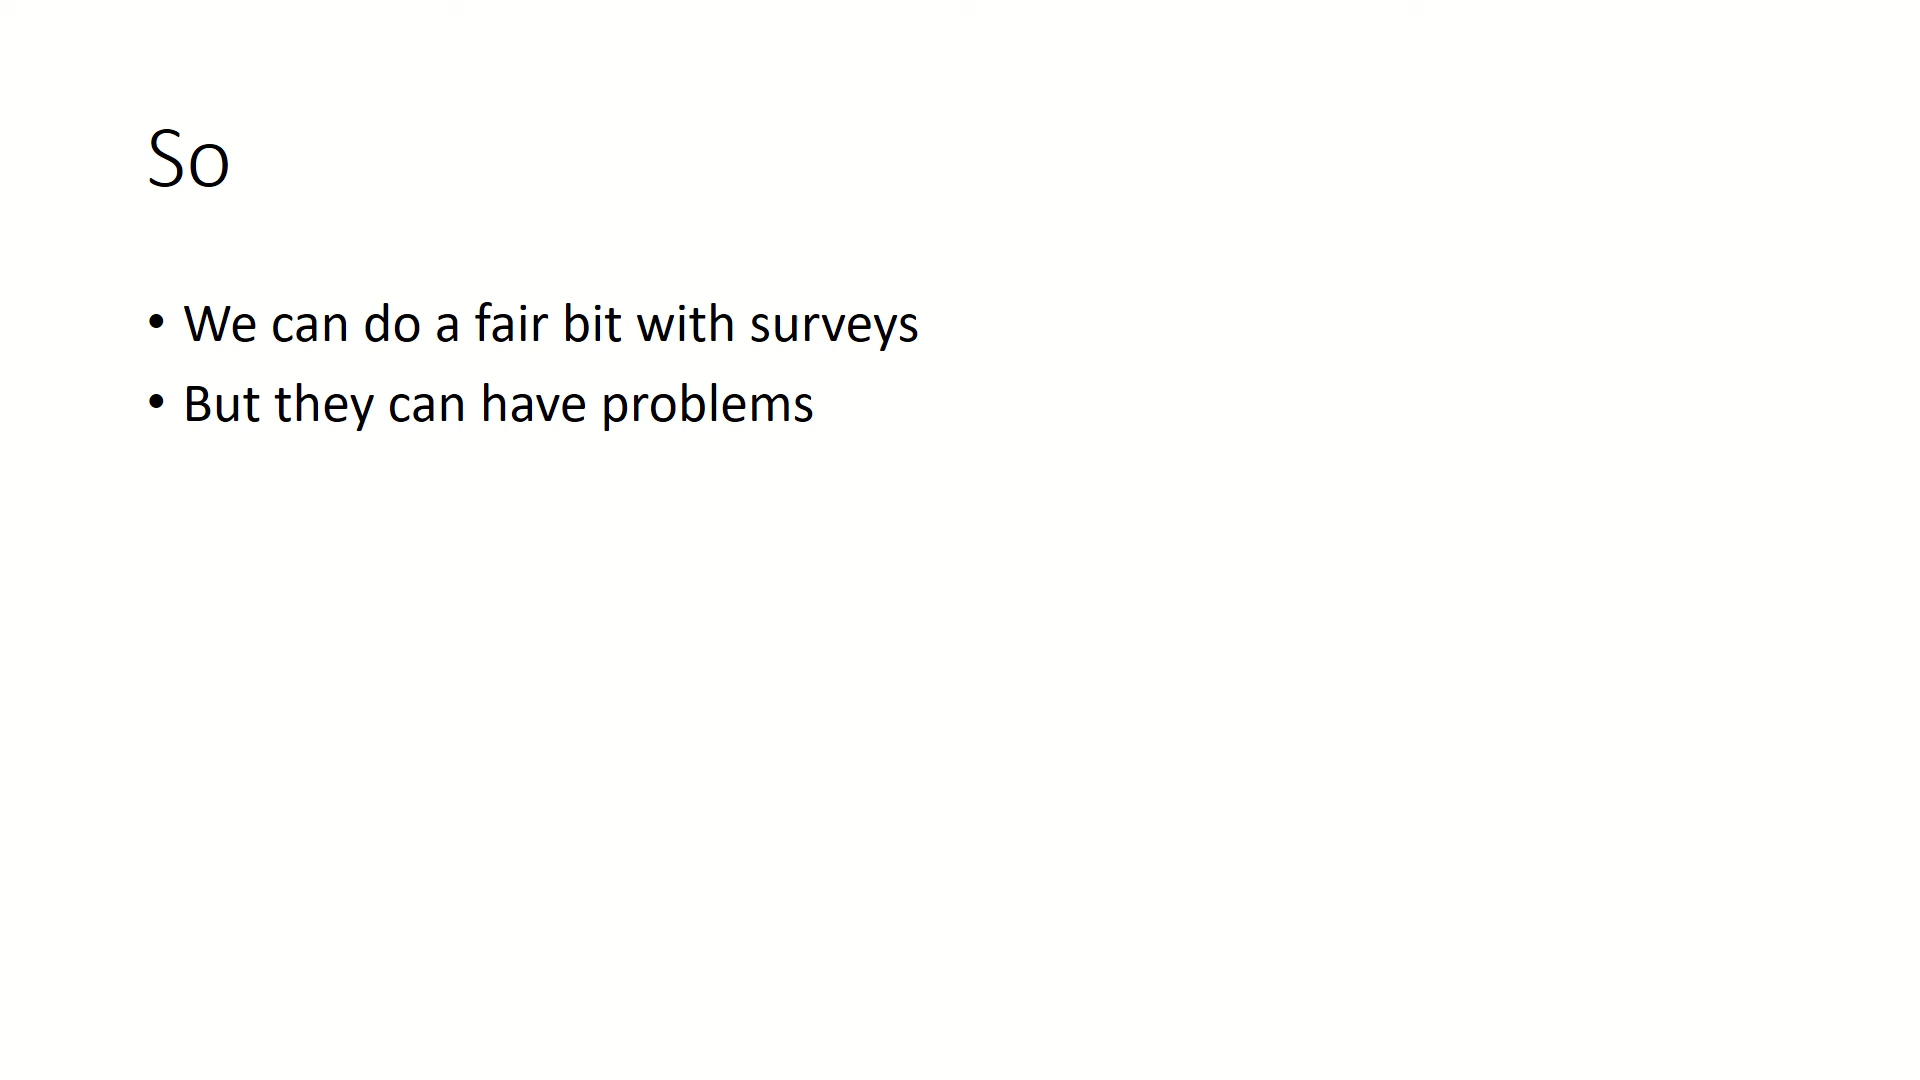 So
• We can do a fair bit with surveys
• But they can have problems